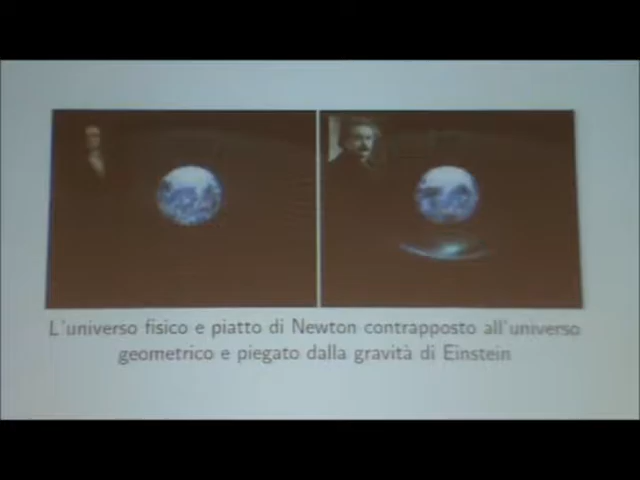 L'universo fisico e piatto di Newton contrapposto all'universo
geometrico e piegato dalla gravità di Einstein